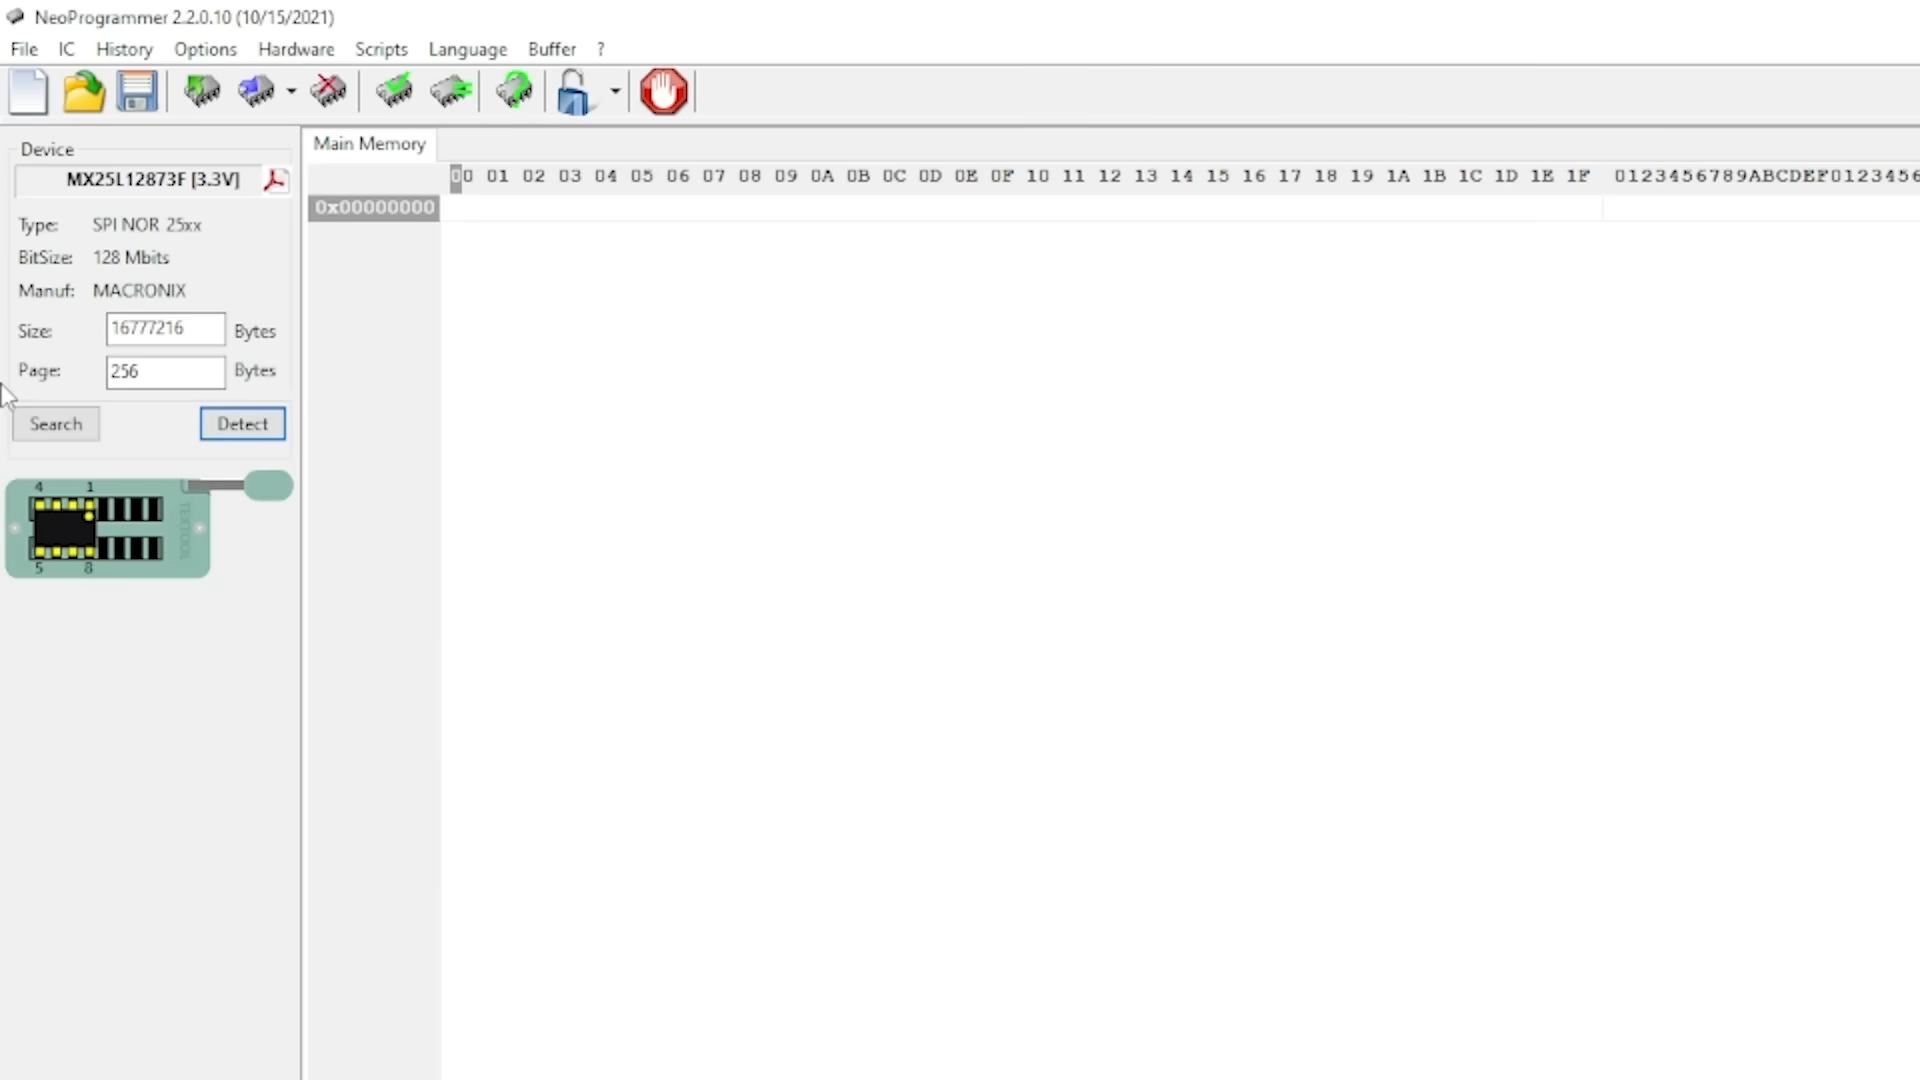 NeoProgrammer 2.2.0.10 (10/15/2021)
File IC History Options Hardware Scripts Language Buffer ?
Device
MX25L12873F [3.3V]
Type: SPI NOR 25xx
BitSize: 128 Mbits
Manuf: MACRONIX
Size: 16777216 Bytes
Page: 256 Bytes
Search Detect
4 1
TEXTOOL
5 8
Main Memory
00 01 02 03 04 05 06 07 08 09 0A 0B 0C 0D 0E 0F 10 11 12 13 14 15 16 17 18 19 1A 1B 1C 1D 1E 1F 0123456789ABCDEF0123456
0x00000000